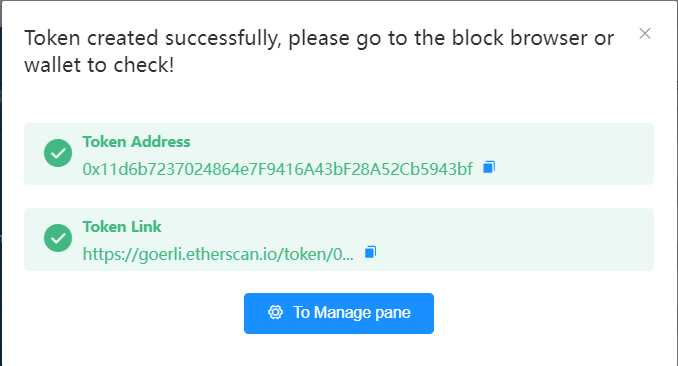 Token created successfully, please go to the block browser or
wallet to check!
Token Address
0x11d6b7237024864e7F9416A43bF28A52Cb5943bf
Token Link
https://goerli.etherscan.io/token/0...
To Manage pane